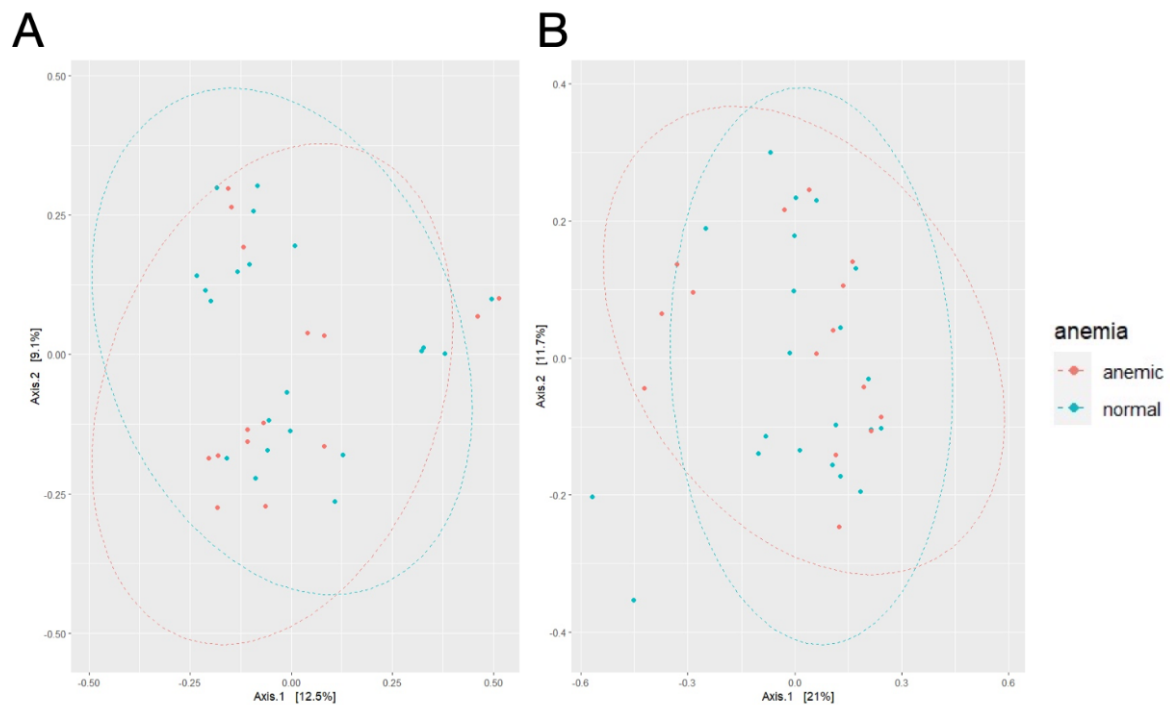 A
B
0.50
0.25
0.00
-0.25
-0.50
Axis.2 [9.1%]
-0.50
-0.25
0.00
0.25
0.50
Axis.1 [12.5%]
0.4
0.2
0.0
-0.2
-0.4
Axis.2 [11.7%]
-0.6
-0.3
0.0
0.3
0.6
Axis.1 [21%]
anemia
anemic
normal